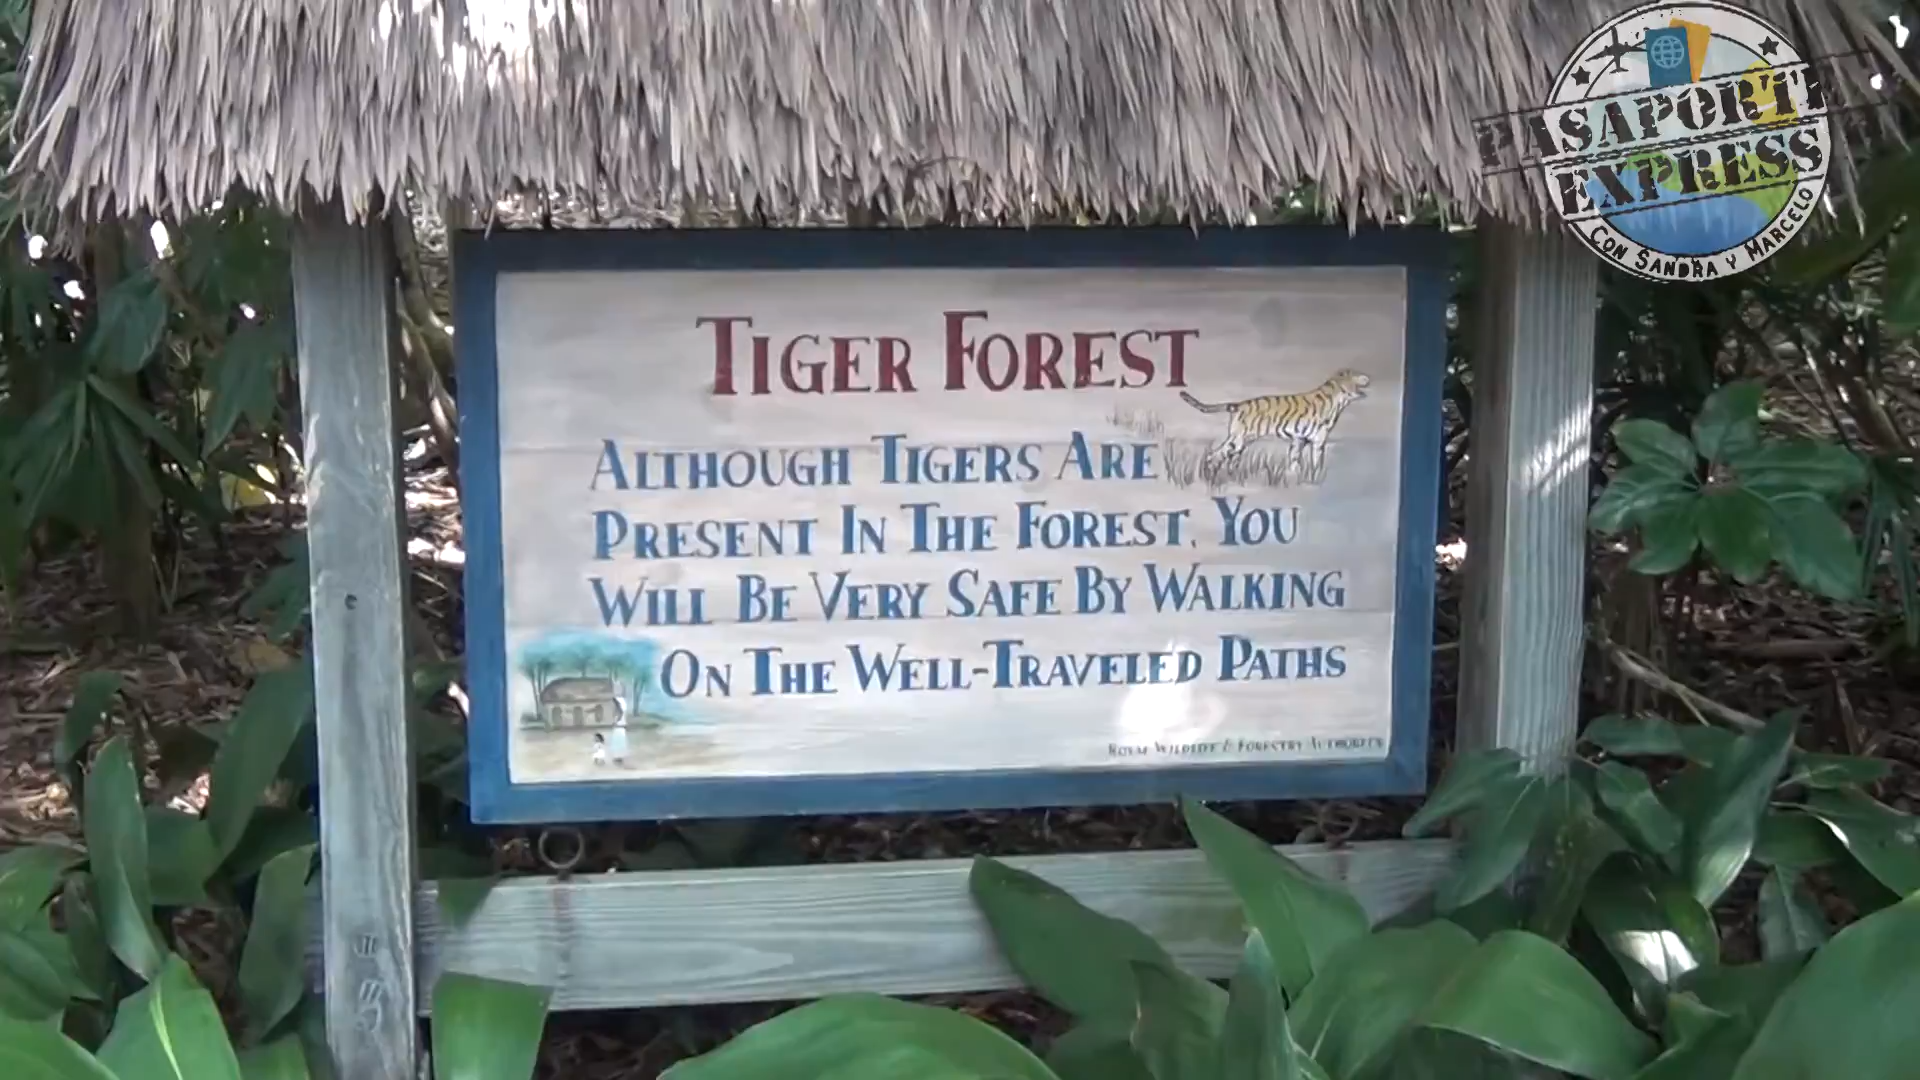 PASAPORTE
EXPRESS
CON SANDRA Y MARCELO
TIGER FOREST
ALTHOUGH TIGERS ARE
PRESENT IN THE FOREST, YOU
WILL BE VERY SAFE BY WALKING
ON THE WELL-TRAVELED PATHS
ROYAL WILDLIFE & FORESTRY AUTHORITY